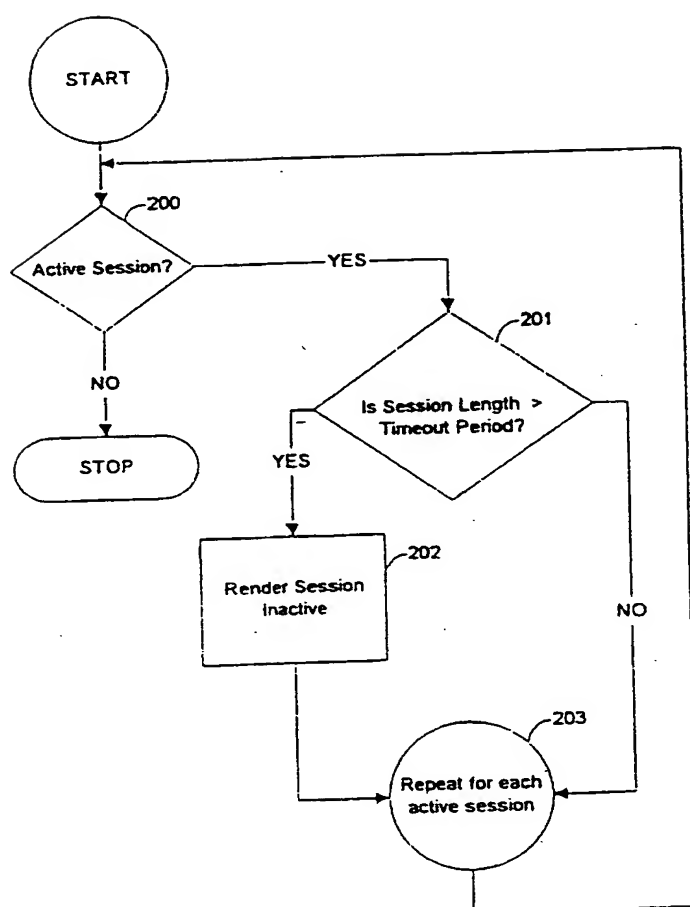 START
200
Active Session?
YES
201
NO
Is Session Length >
Timeout Period?
STOP
YES
202
Render Session
Inactive
NO
203
Repeat for each
active session